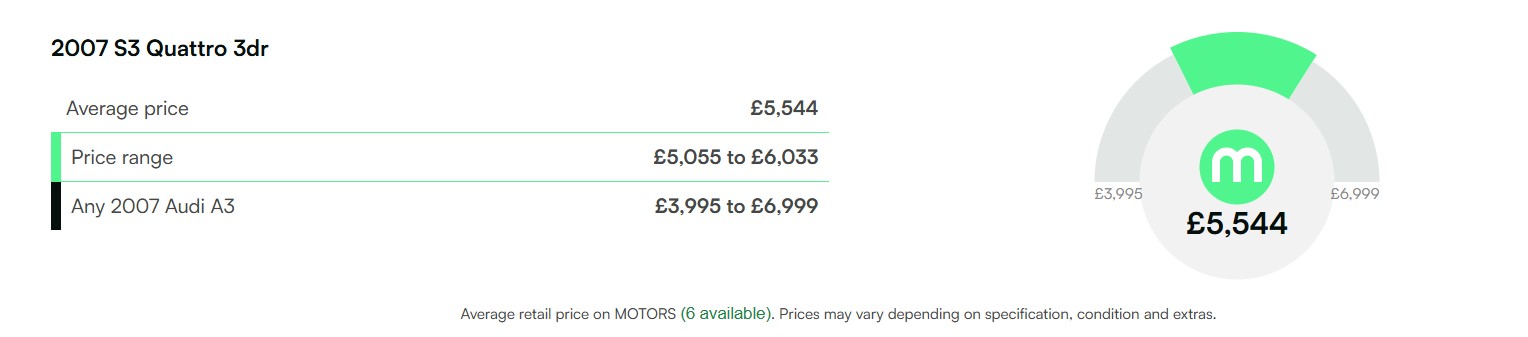 2007 S3 Quattro 3dr
Average price £5,544
Price range £5,055 to £6,033
Any 2007 Audi A3 £3,995 to £6,999
m
£3,995 £6,999
£5,544
Average retail price on MOTORS (6 available). Prices may vary depending on specification, condition and extras.